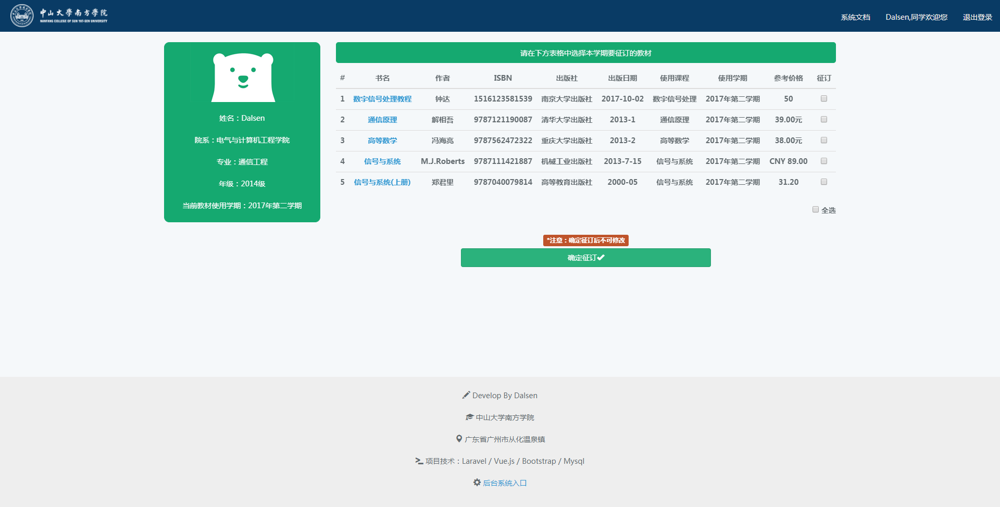 中山大學南方學院
NANFANG COLLEGE OF SUN YAT-SEN UNIVERSITY
系统文档 Dalsen,同学欢迎您 退出登录
姓名：Dalsen
院系：电气与计算机工程学院
专业：通信工程
年级：2014级
当前教材使用学期：2017年第二学期
请在下方表格中选择本学期要征订的教材
# 书名 作者 ISBN 出版社 出版日期 使用课程 使用学期 参考价格 征订
1 数字信号处理教程 钟达 1516123581539 南京大学出版社 2017-10-02 数字信号处理 2017年第二学期 50
2 通信原理 解相吾 9787121190087 清华大学出版社 2013-1 通信原理 2017年第二学期 39.00元
3 高等数学 冯海亮 9787562472322 重庆大学出版社 2013-2 高等数学 2017年第二学期 38.00元
4 信号与系统 M.J.Roberts 9787111421887 机械工业出版社 2013-7-15 信号与系统 2017年第二学期 CNY 89.00
5 信号与系统(上册) 郑君里 9787040079814 高等教育出版社 2000-05 信号与系统 2017年第二学期 31.20
全选
*注意：确定征订后不可修改
确定征订
Develop By Dalsen
中山大学南方学院
广东省广州市从化温泉镇
项目技术：Laravel / Vue.js / Bootstrap / Mysql
后台系统入口